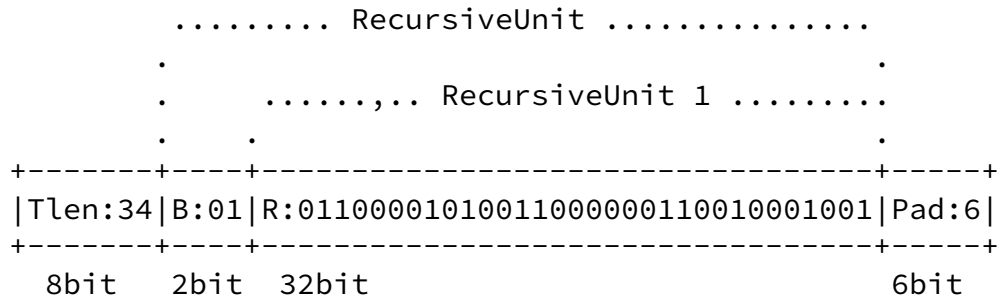 ......... RecursiveUnit ...............
. .
. ......,.. RecursiveUnit 1 .........
. . .
+-------+----+----------------------------------+-----+
|Tlen:34|B:01|R:01100001010011000000110010001001|Pad:6|
+-------+----+----------------------------------+-----+
8bit 2bit 32bit 6bit